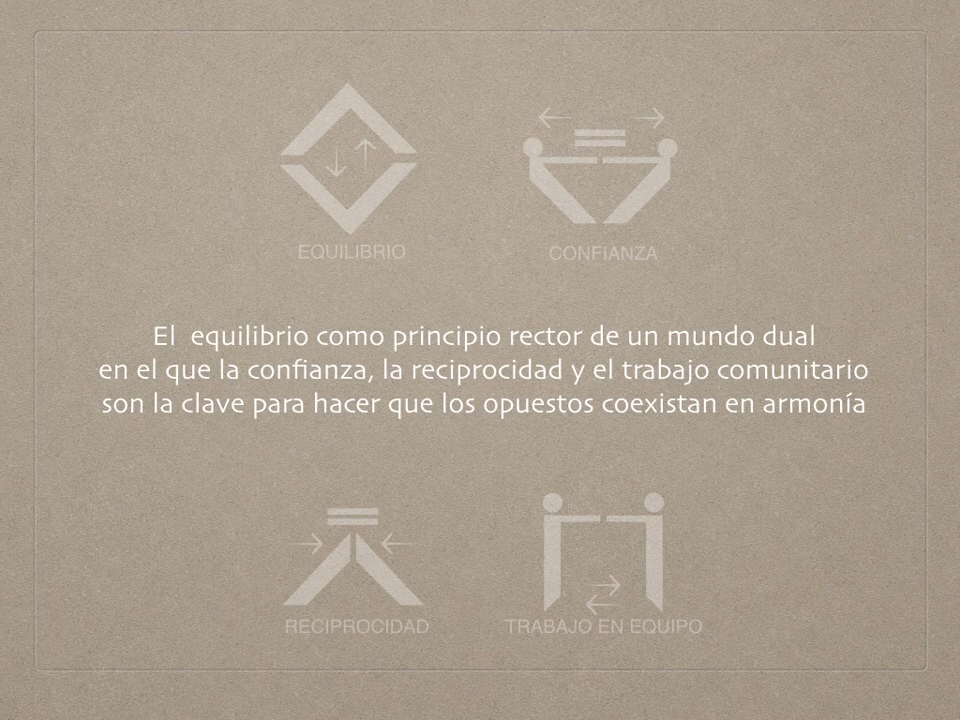 EQUILIBRIO
CONFIANZA
El equilibrio como principio rector de un mundo dual
en el que la confianza, la reciprocidad y el trabajo comunitario
son la clave para hacer que los opuestos coexistan en armonía
RECIPROCIDAD
TRABAJO EN EQUIPO